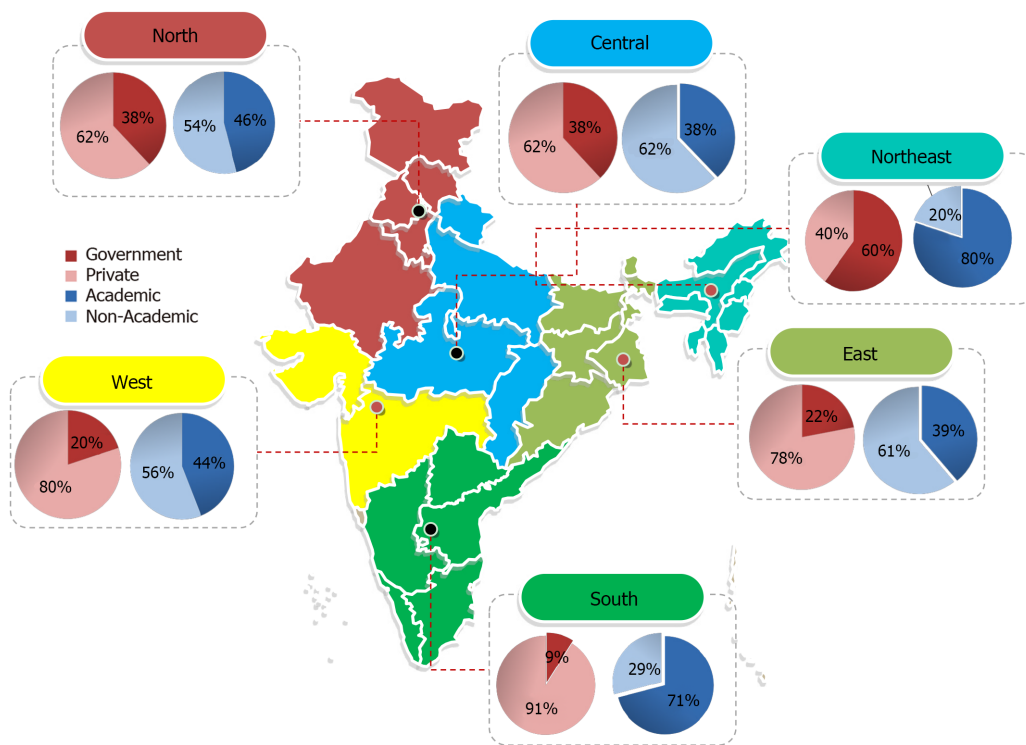 North
38%
62%
54%
46%
Central
38%
62%
62%
38%
Northeast
40%
60%
20%
80%
Government
Private
Academic
Non-Academic
West
20%
80%
56%
44%
East
22%
78%
61%
39%
South
9%
91%
29%
71%